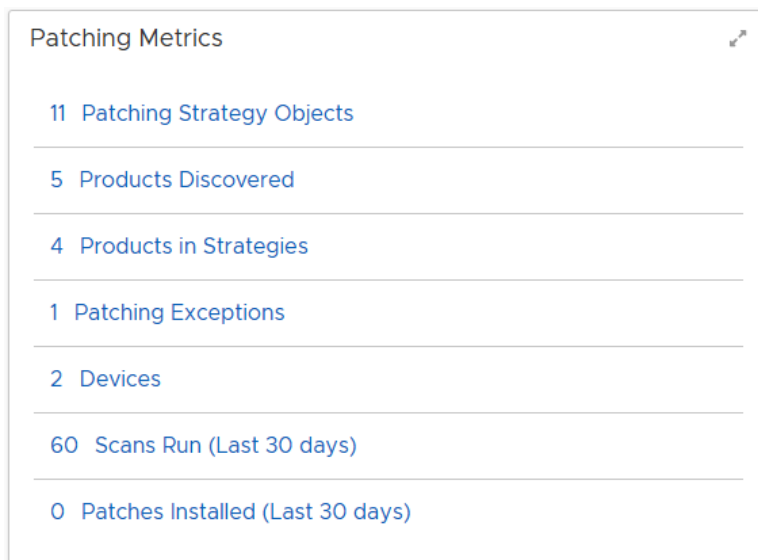 Patching Metrics
11 Patching Strategy Objects
5 Products Discovered
4 Products in Strategies
1 Patching Exceptions
2 Devices
60 Scans Run (Last 30 days)
0 Patches Installed (Last 30 days)